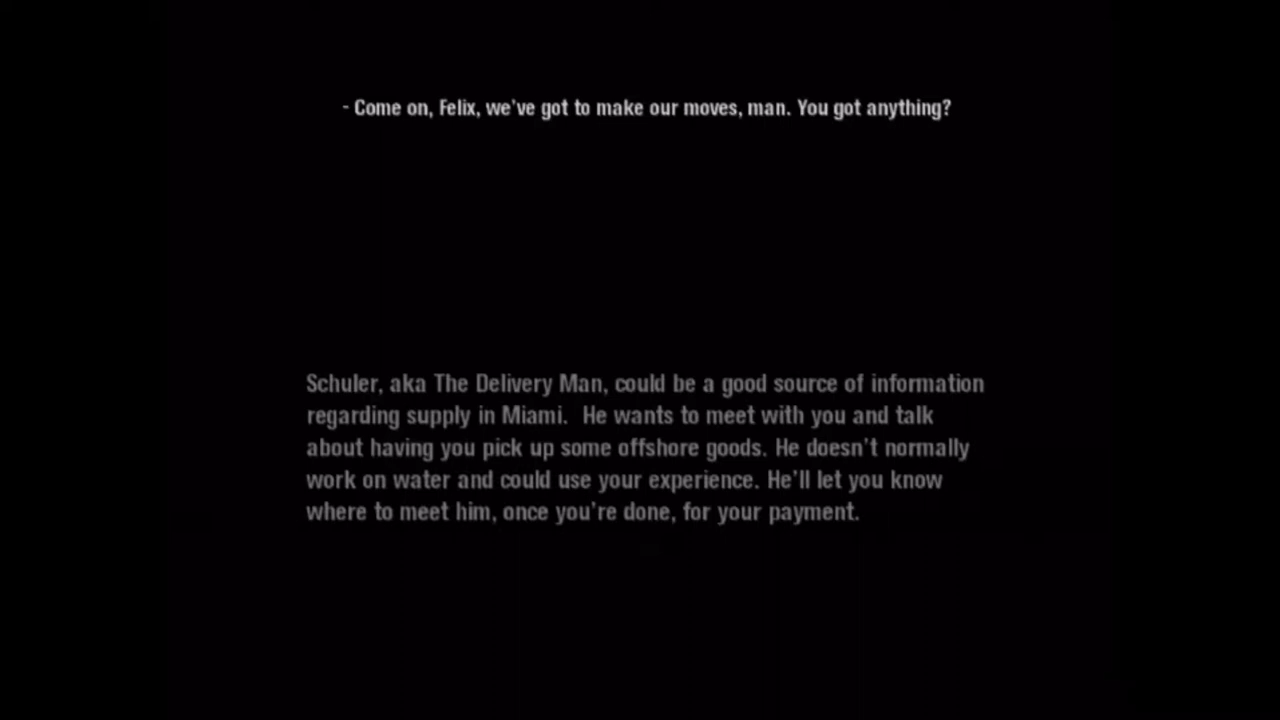 - Come on, Felix, we've got to make our moves, man. You got anything?
Schuler, aka The Delivery Man, could be a good source of information
regarding supply in Miami.  He wants to meet with you and talk
about having you pick up some offshore goods. He doesn't normally
work on water and could use your experience. He'll let you know
where to meet him, once you're done, for your payment.